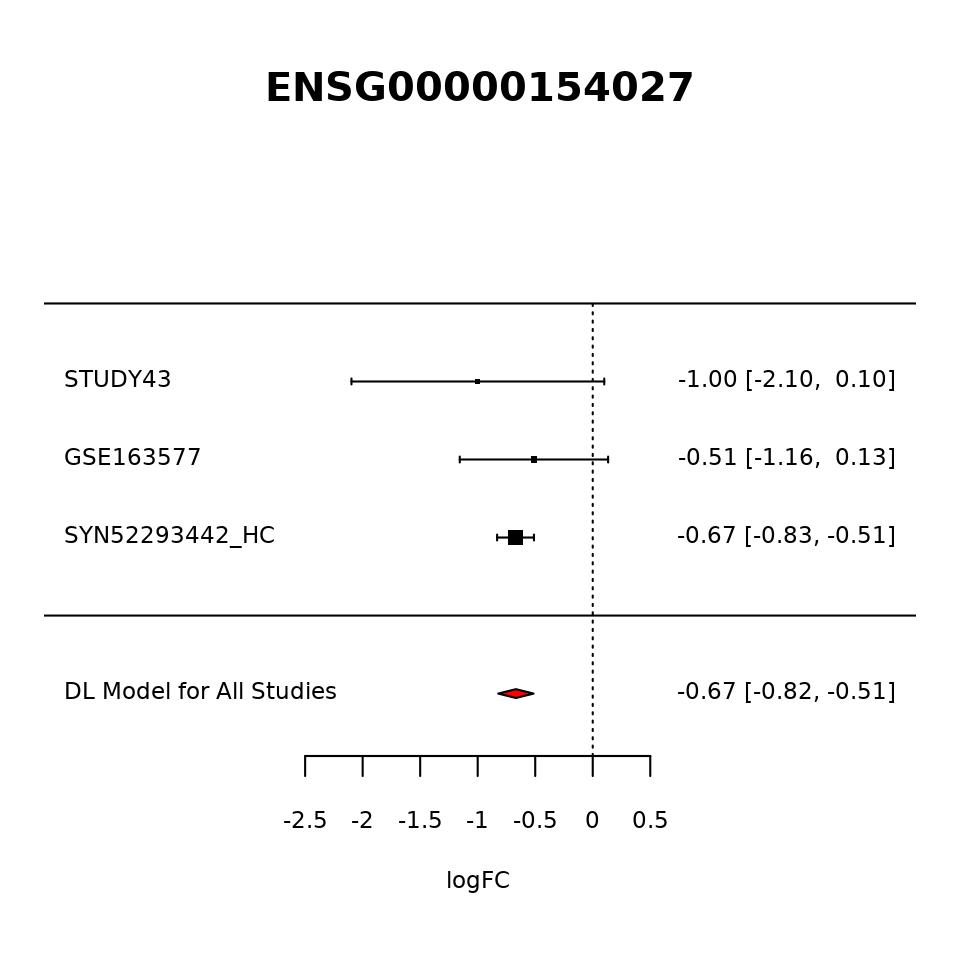 ENSG00000154027
STUDY43 -1.00 [-2.10, 0.10]
GSE163577 -0.51 [-1.16, 0.13]
SYN52293442_HC -0.67 [-0.83, -0.51]
DL Model for All Studies -0.67 [-0.82, -0.51]
-2.5 -2 -1.5 -1 -0.5 0 0.5
logFC